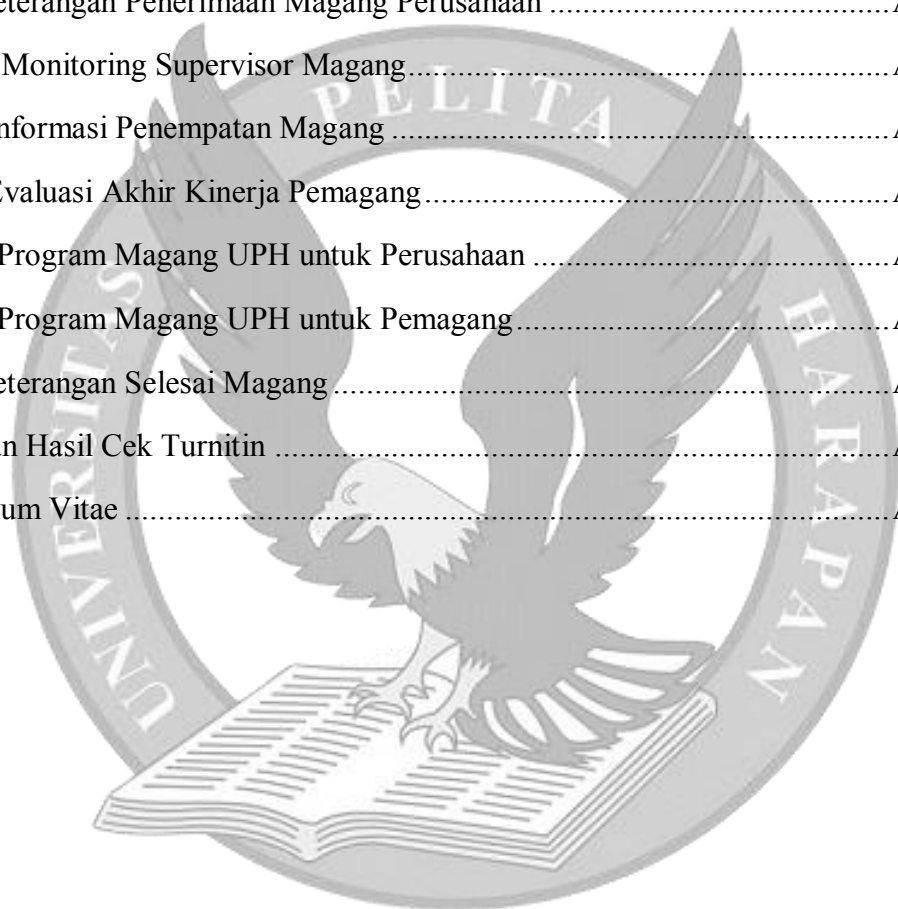 eterangan Penerimaan Magang Perusahaan ........................................ A
Monitoring Supervisor Magang ........................................ A
nformasi Penempatan Magang ........................................ A
Evaluasi Akhir Kinerja Pemagang ........................................ A
Program Magang UPH untuk Perusahaan ........................................ A
Program Magang UPH untuk Pemagang ........................................ A
eterangan Selesai Magang ........................................ A
n Hasil Cek Turnitin ........................................ A
um Vitae ........................................ A
UNIVERSITAS PELITA HARAPAN